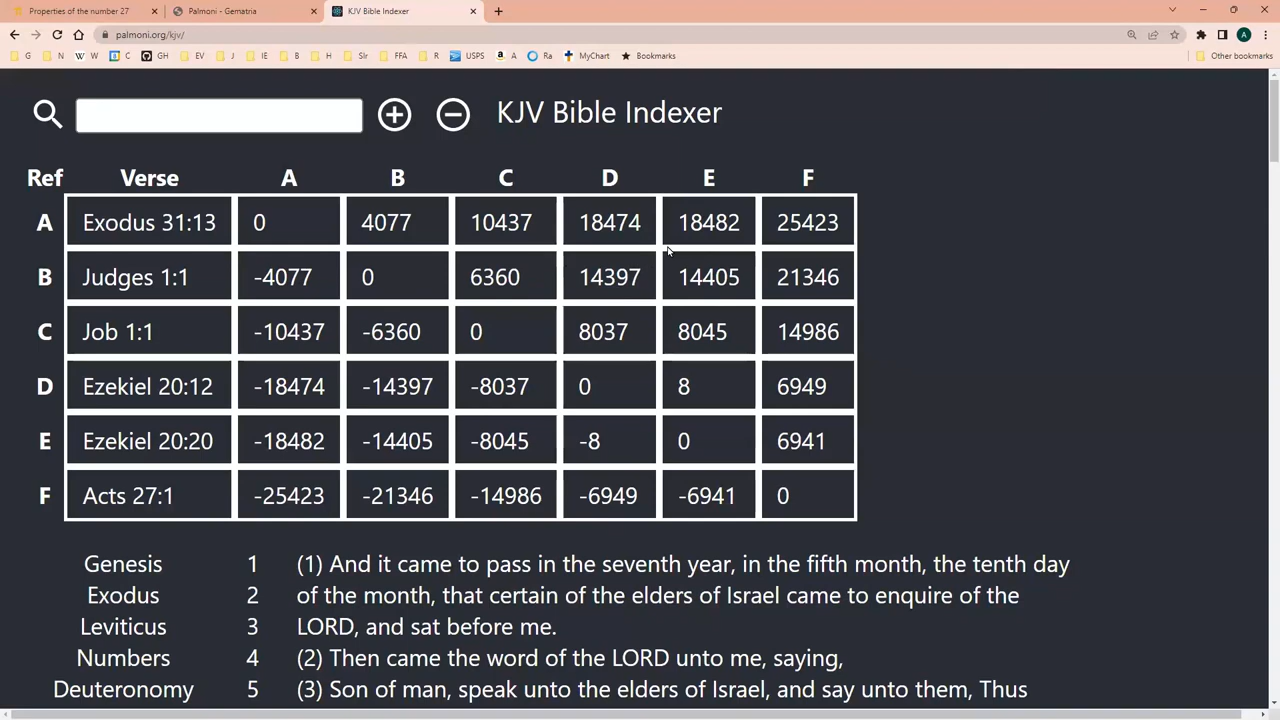 Properties of the number 27
Palmoni - Gematria
KJV Bible Indexer
palmoni.org/kjv/
A
G N W C GH EV J IE B H Slr FFA R USPS A Ra MyChart Bookmarks Other bookmarks
KJV Bible Indexer
Ref Verse A B C D E F
A Exodus 31:13 0 4077 10437 18474 18482 25423
B Judges 1:1 -4077 0 6360 14397 14405 21346
C Job 1:1 -10437 -6360 0 8037 8045 14986
D Ezekiel 20:12 -18474 -14397 -8037 0 8 6949
E Ezekiel 20:20 -18482 -14405 -8045 -8 0 6941
F Acts 27:1 -25423 -21346 -14986 -6949 -6941 0
Genesis 1 (1) And it came to pass in the seventh year, in the fifth month, the tenth day
Exodus 2 of the month, that certain of the elders of Israel came to enquire of the
Leviticus 3 LORD, and sat before me.
Numbers 4 (2) Then came the word of the LORD unto me, saying,
Deuteronomy 5 (3) Son of man, speak unto the elders of Israel, and say unto them, Thus